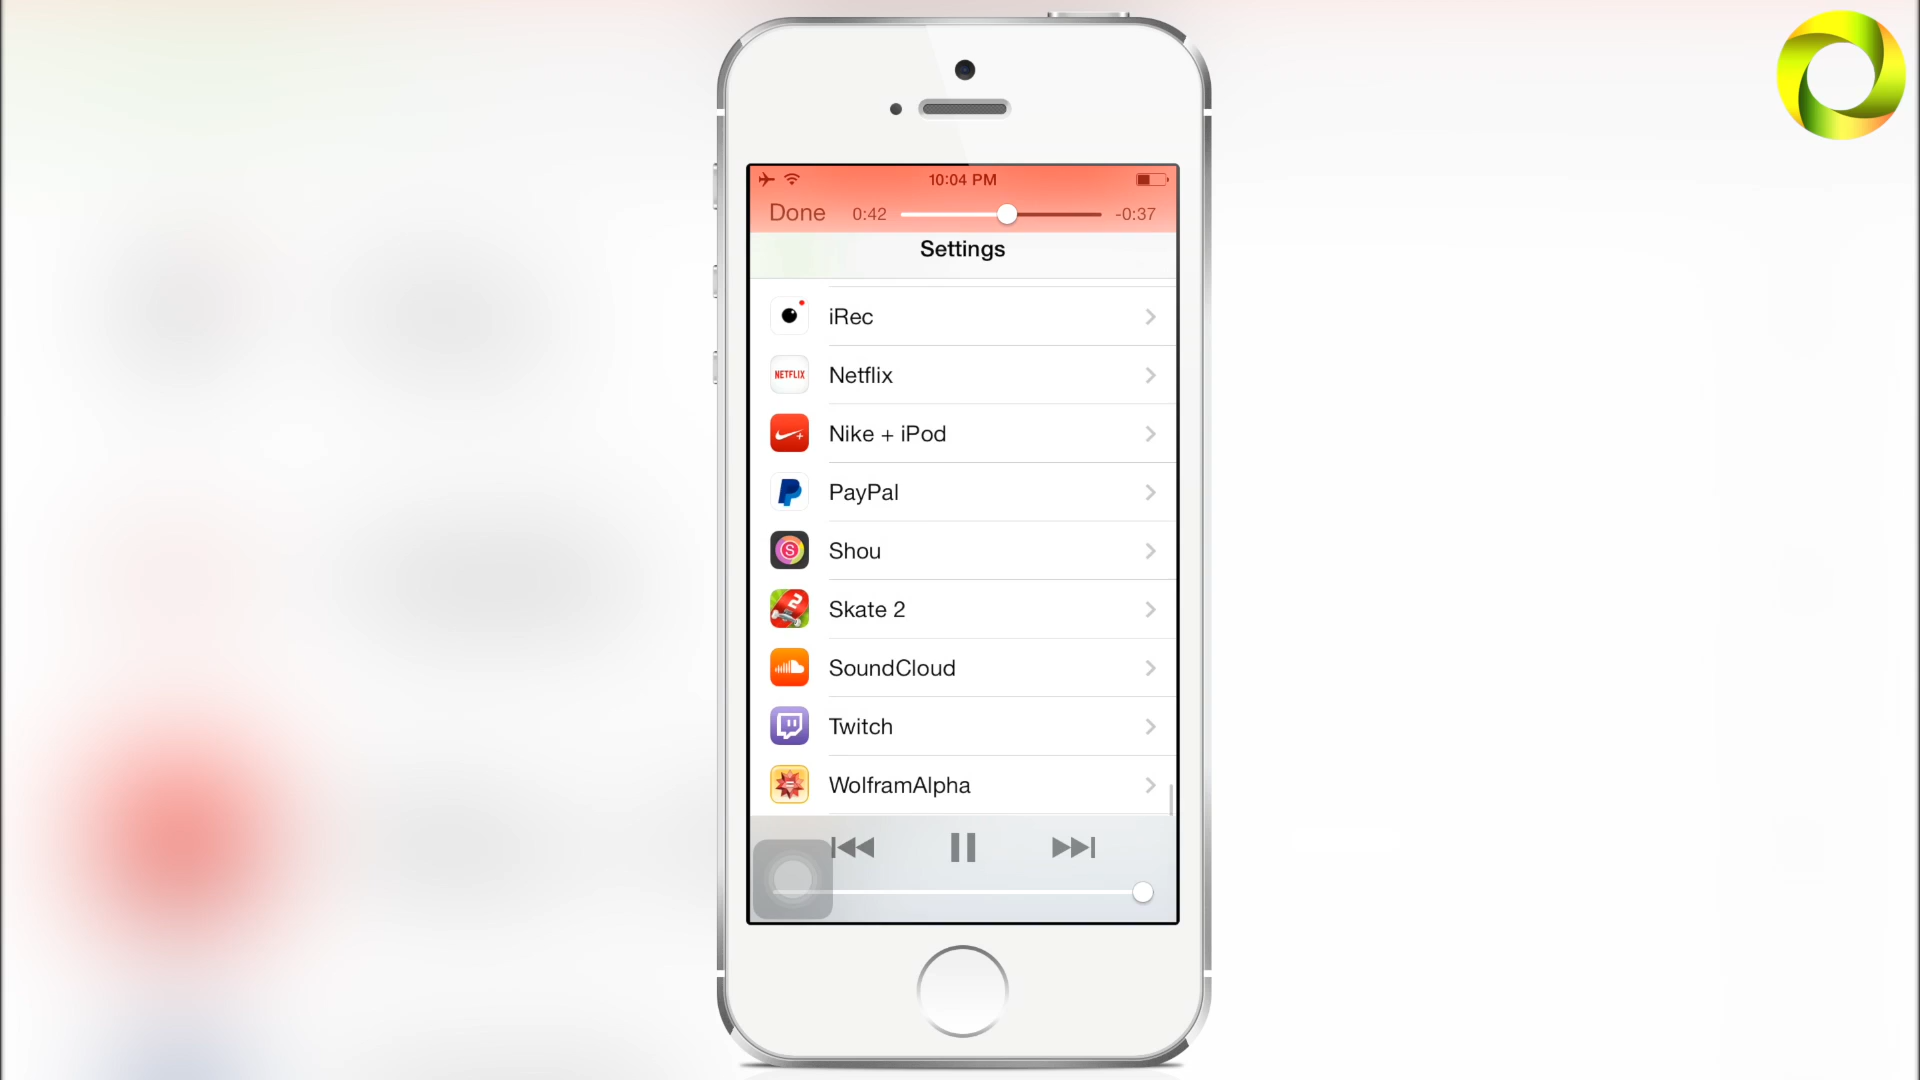 10:04 PM
Done 0:42 -0:37
Settings
iRec
NETFLIX Netflix
Nike + iPod
PayPal
S Shou
2 Skate 2
SoundCloud
Twitch
WolframAlpha